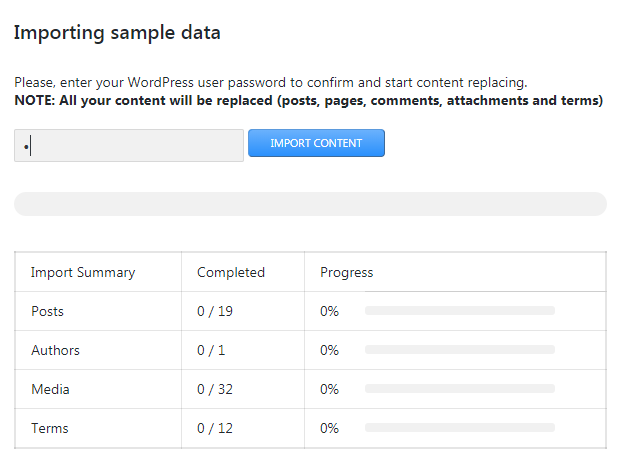 Importing sample data
Please, enter your WordPress user password to confirm and start content replacing.
NOTE: All your content will be replaced (posts, pages, comments, attachments and terms)
• IMPORT CONTENT
Import Summary Completed Progress
Posts 0 / 19 0%
Authors 0 / 1 0%
Media 0 / 32 0%
Terms 0 / 12 0%